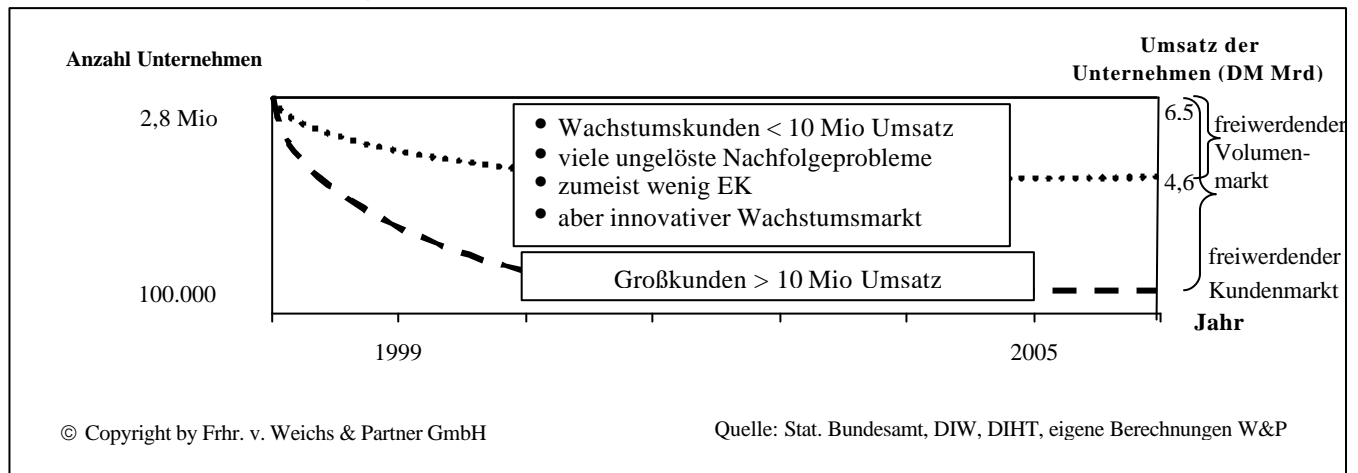 Anzahl Unternehmen
Umsatz der
Unternehmen (DM Mrd)
2,8 Mio
6.5
freiwerdender
Volumen-
markt
4,6
• Wachstumskunden < 10 Mio Umsatz
• viele ungelöste Nachfolgeprobleme
• zumeist wenig EK
• aber innovativer Wachstumsmarkt
Großkunden > 10 Mio Umsatz
freiwerdender
Kundenmarkt
100.000
Jahr
1999
2005
© Copyright by Frhr. v. Weichs & Partner GmbH
Quelle: Stat. Bundesamt, DIW, DIHT, eigene Berechnungen W&P